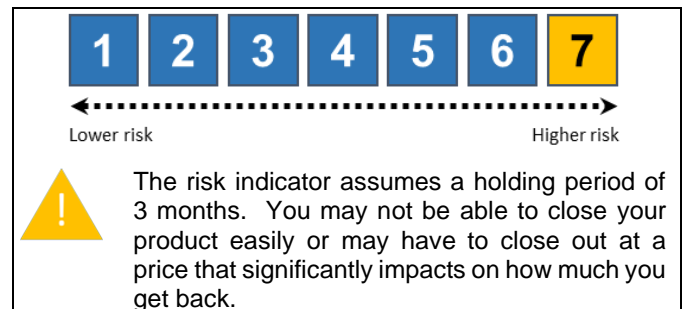 1 2 3 4 5 6 7
Lower risk Higher risk
!
The risk indicator assumes a holding period of
3 months. You may not be able to close your
product easily or may have to close out at a
price that significantly impacts on how much you
get back.